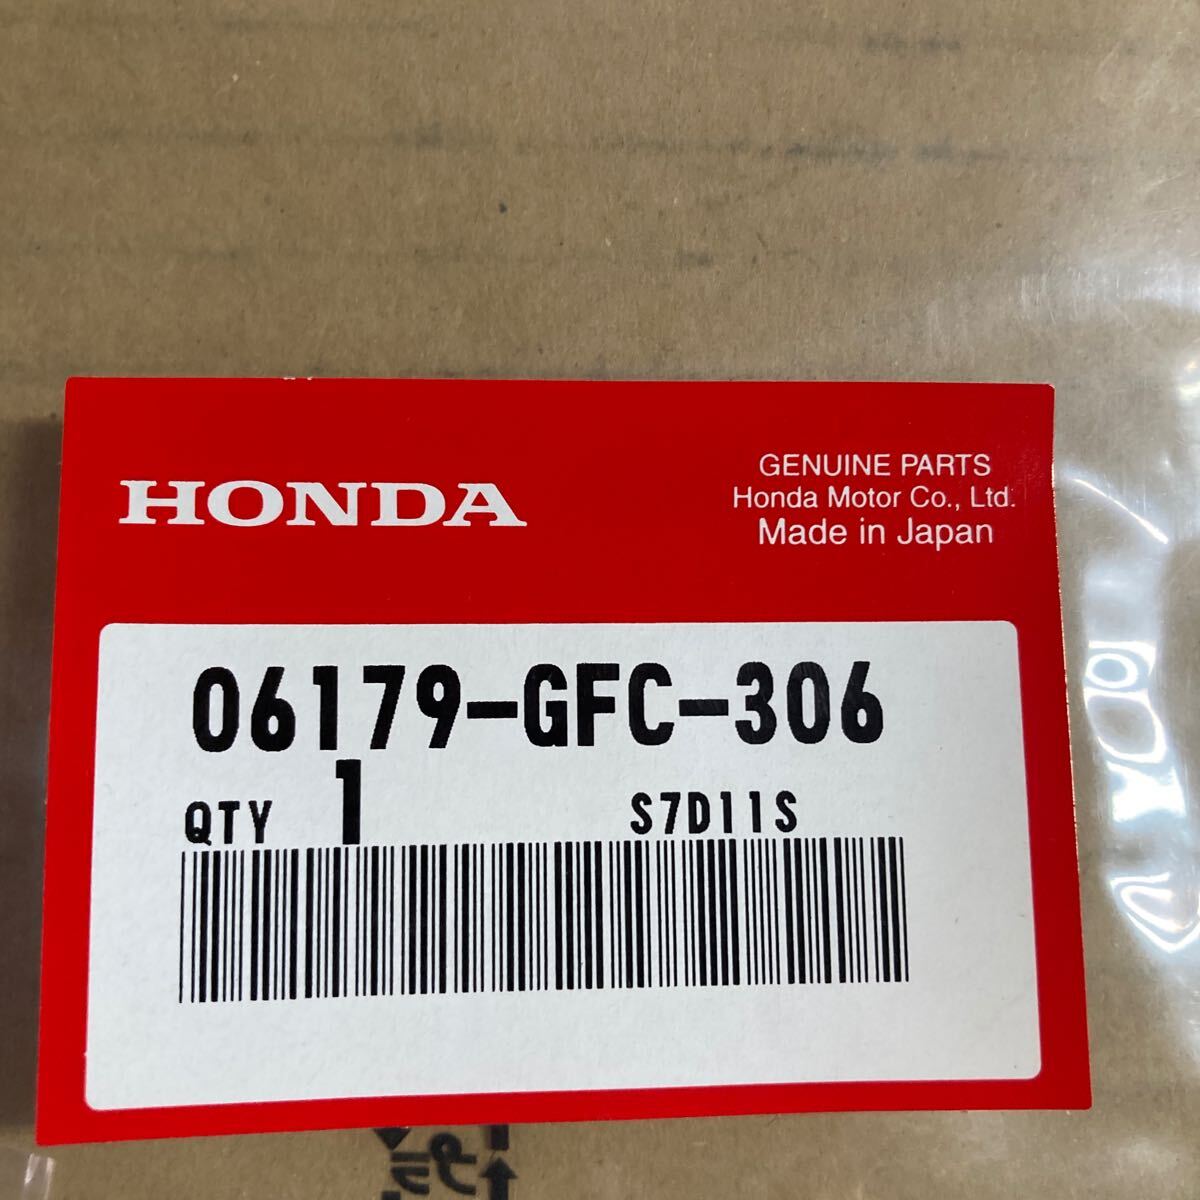 HONDA
GENUINE PARTS
Honda Motor Co., Ltd.
Made in Japan
06179-GFC-306
QTY 1 S7D11S